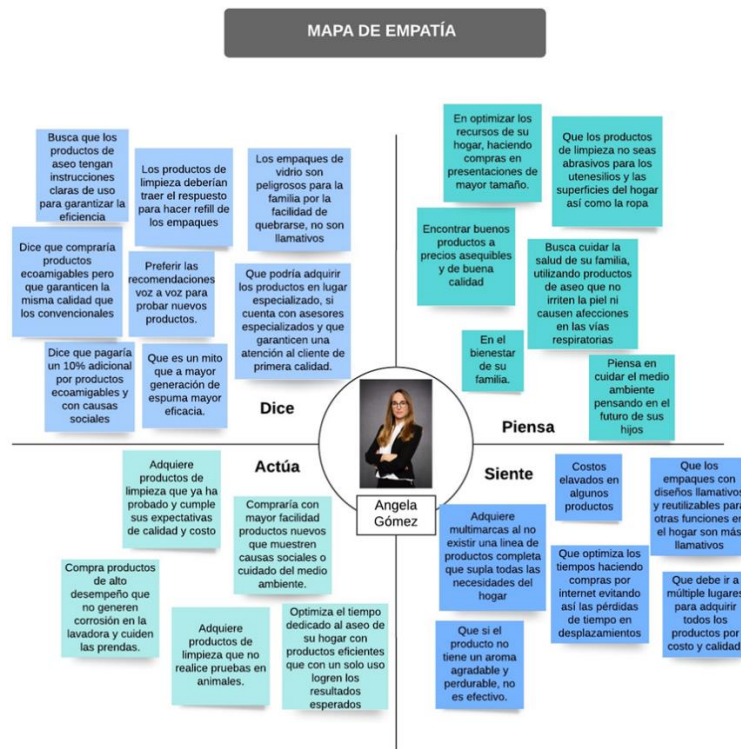 MAPA DE EMPATÍA
Busca que los
productos de
aseo tengan
instrucciones
claras de uso
para garantizar la
eficiencia
Los productos de
limpieza deberían
traer el respuesto
para hacer refill de
los empaques
Los empaques de
vidrio son
peligrosos para la
familia por la
facilidad de
quebrarse, no son
llamativos
Dice que compraría
productos
ecoamigables pero
que garanticen la
misma calidad que
los convencionales
Preferir las
recomendaciones
voz a voz para
probar nuevos
productos.
Que podría adquirir
los productos en lugar
especializado, si
cuenta con asesores
especializados y que
garanticen una
atención al cliente de
primera calidad.
Dice que pagaría
un 10% adicional
por productos
ecoamigables y
con causas
sociales
Que es un mito
que a mayor
generación de
espuma mayor
eficacia.
Dice
En optimizar los
recursos de su
hogar, haciendo
compras en
presentaciones de
mayor tamaño.
Que los productos
de limpieza no seas
abrasivos para los
utenesilios y las
superficies del hogar
así como la ropa
Encontrar buenos
productos a
precios asequibles
y de buena
calidad
Busca cuidar la
salud de su familia,
utilizando productos
de aseo que no
irriten la piel ni
causen afecciones
en las vías
respiratorias
En el
bienestar de
su familia.
Piensa en
cuidar el medio
ambiente
pensando en el
futuro de sus
hijos
Piensa
Angela
Gómez
Actúa
Adquiere
productos de
limpieza que ya ha
probado y cumple
sus expectativas
de calidad y costo
Compraría con
mayor facilidad
productos nuevos
que muestren
causas sociales o
cuidado del medio
ambiente.
Compra productos
de alto
desempeño que
no generen
corrosión en la
lavadora y cuiden
las prendas.
Adquiere
productos de
limpieza que no
realice pruebas en
animales.
Optimiza el tiempo
dedicado al aseo de
su hogar con
productos eficientes
que con un solo uso
logren los
resultados
esperados
Siente
Costos
elavados en
algunos
productos
Que los
empaques con
diseños llamativos
y reutilizables para
otras funciones en
el hogar son más
llamativos
Adquiere
multimarcas al no
existir una linea de
productos completa
que supla todas las
necesidades del
hogar
Que optimiza los
tiempos haciendo
compras por
internet evitando
así las pérdidas
de tiempo en
desplazamientos
Que debe ir a
múltiple lugares
para adquirir
todos los
productos por
costo y calidad
Que si el
producto no
tiene un aroma
agradable y
perdurable, no
es efectivo.